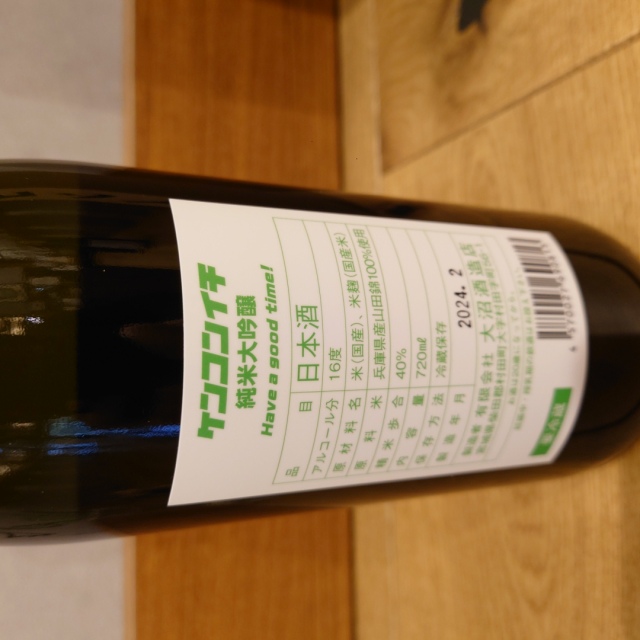 ケンコンイチ
純米大吟醸
Have a good time!
品目 日本酒
アルコール分 16度
原材料名 米(国産)、米麹(国産米)
原料米 兵庫県産山田錦100%使用
精米歩合 40%
内容量 720ml
保存方法 冷蔵保存
製造年月 2024.2
製造者 有限会社 大沼酒造店
要冷蔵